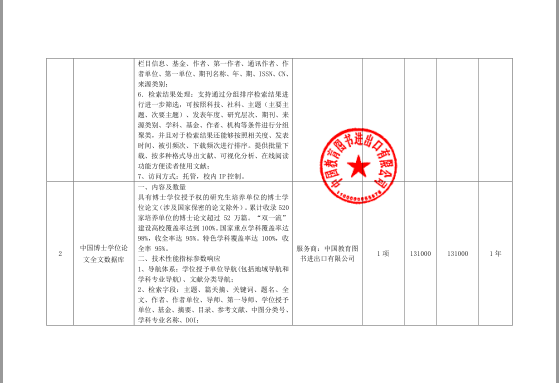 栏目信息、基金、作者、第一作者、通讯作者、作
者单位、第一单位、期刊名称、年、期、ISSN、CN、
来源类别;
6、检索结果处理：支持通过分组排序检索结果进
行进一步筛选，可按照科技、社科、主题（主要主
题、次要主题）、发表年度、研究层次、期刊、来
源类别、学科、基金、作者、机构等条件进行分组
聚类，并且对于检索结果还能够按照相关度、发表
时间、被引频次、下载频次进行排序。提供批量下
载，按多种格式导出文献、可视化分析、在线阅读
功能方便读者使用文献;
7、访问方式：托管，校内 IP 控制。
中国教育图书进出口有限公司
2
中国博士学位论
文全文数据库
一、内容及数量
具有博士学位授予权的研究生培养单位的博士学
位论文(涉及国家保密的论文除外)。累计收录 520
家培养单位的博士论文超过 52 万篇。“双一流”
建设高校覆盖率达到 100%，国家重点学科覆盖率达
98%，收全率达 95%，特色学科覆盖率达 100%，收
全率 95%。
二、技术性能指标参数响应
1、导航体系：学位授予单位导航(包括地域导航和
学科专业导航)、文献分类导航;
2、检索字段：主题、篇关摘、关键词、题名、全
文、作者、作者单位、导师、第一导师、学位授予
单位、基金、摘要、目录、参考文献、中图分类号、
学科专业名称、DOI;
服务商：中国教育图
书进出口有限公司
1 项
131000
131000
1 年